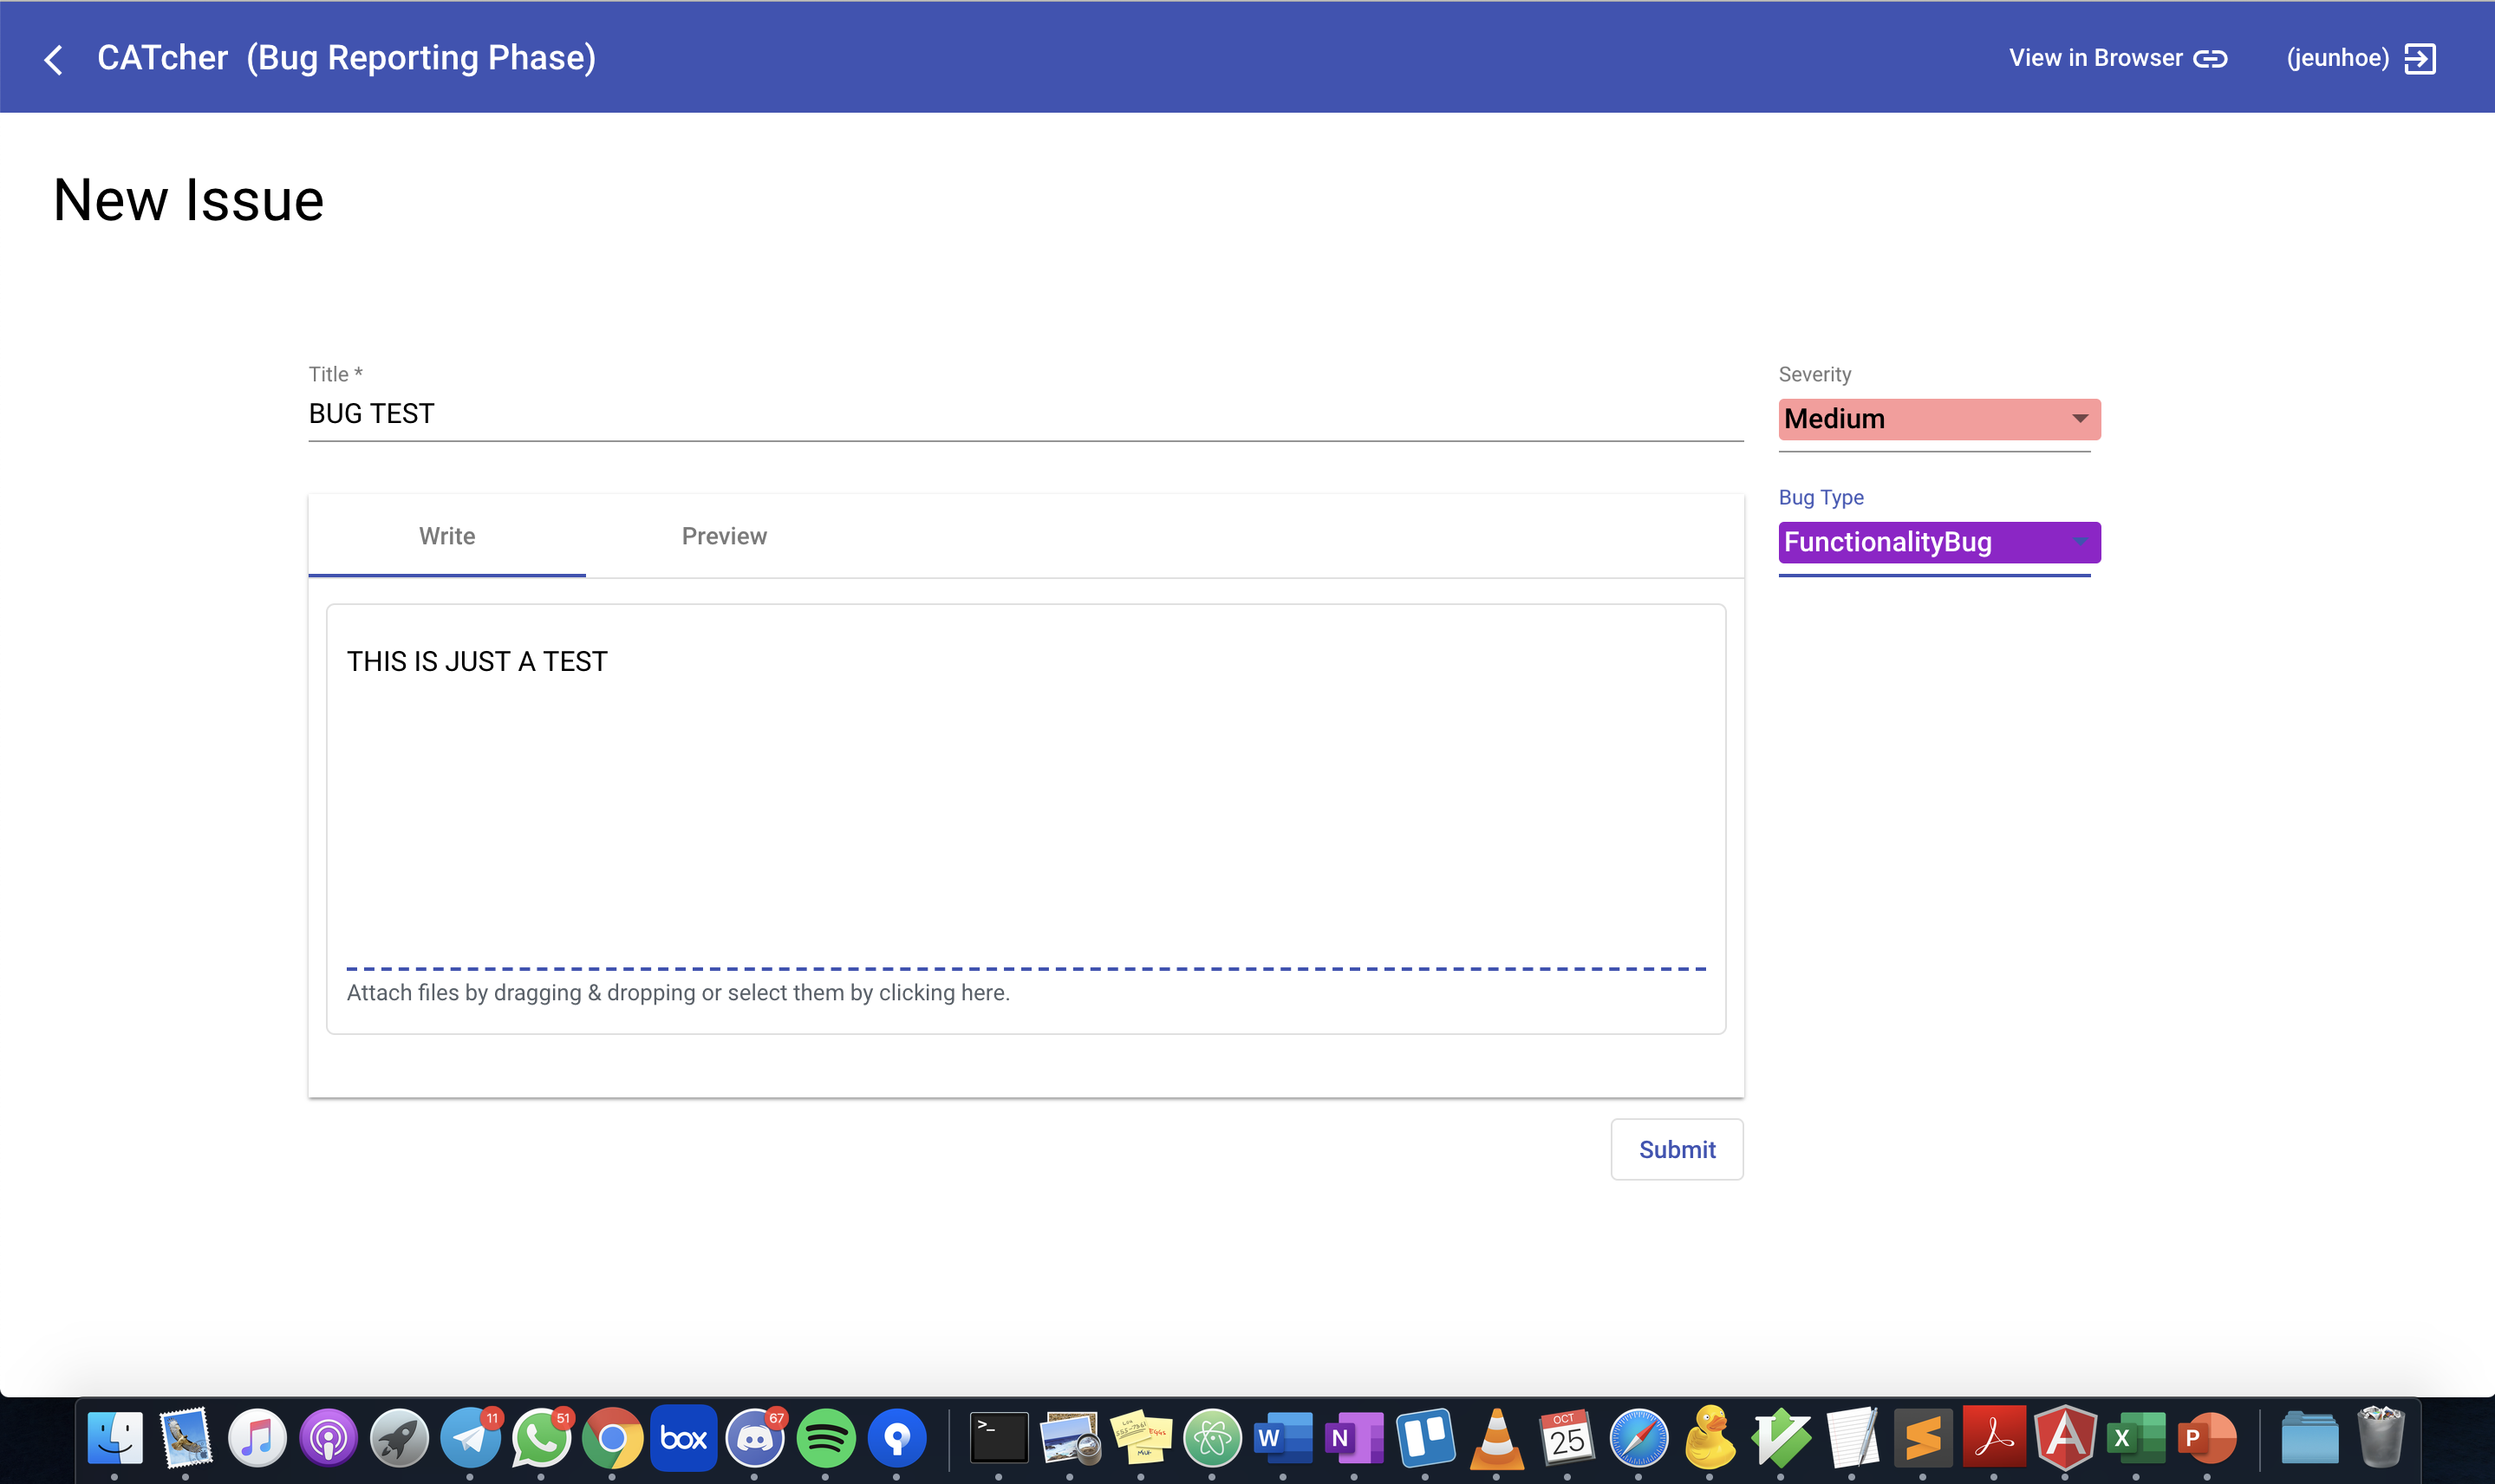 CATcher (Bug Reporting Phase)
View in Browser
(jeunhoe)
New Issue
Title *
BUG TEST
Severity
Medium
Bug Type
FunctionalityBug
Write
Preview
THIS IS JUST A TEST
Attach files by dragging & dropping or select them by clicking here.
Submit
11
51
box
67
>_
W
N
OCT
25
X
P